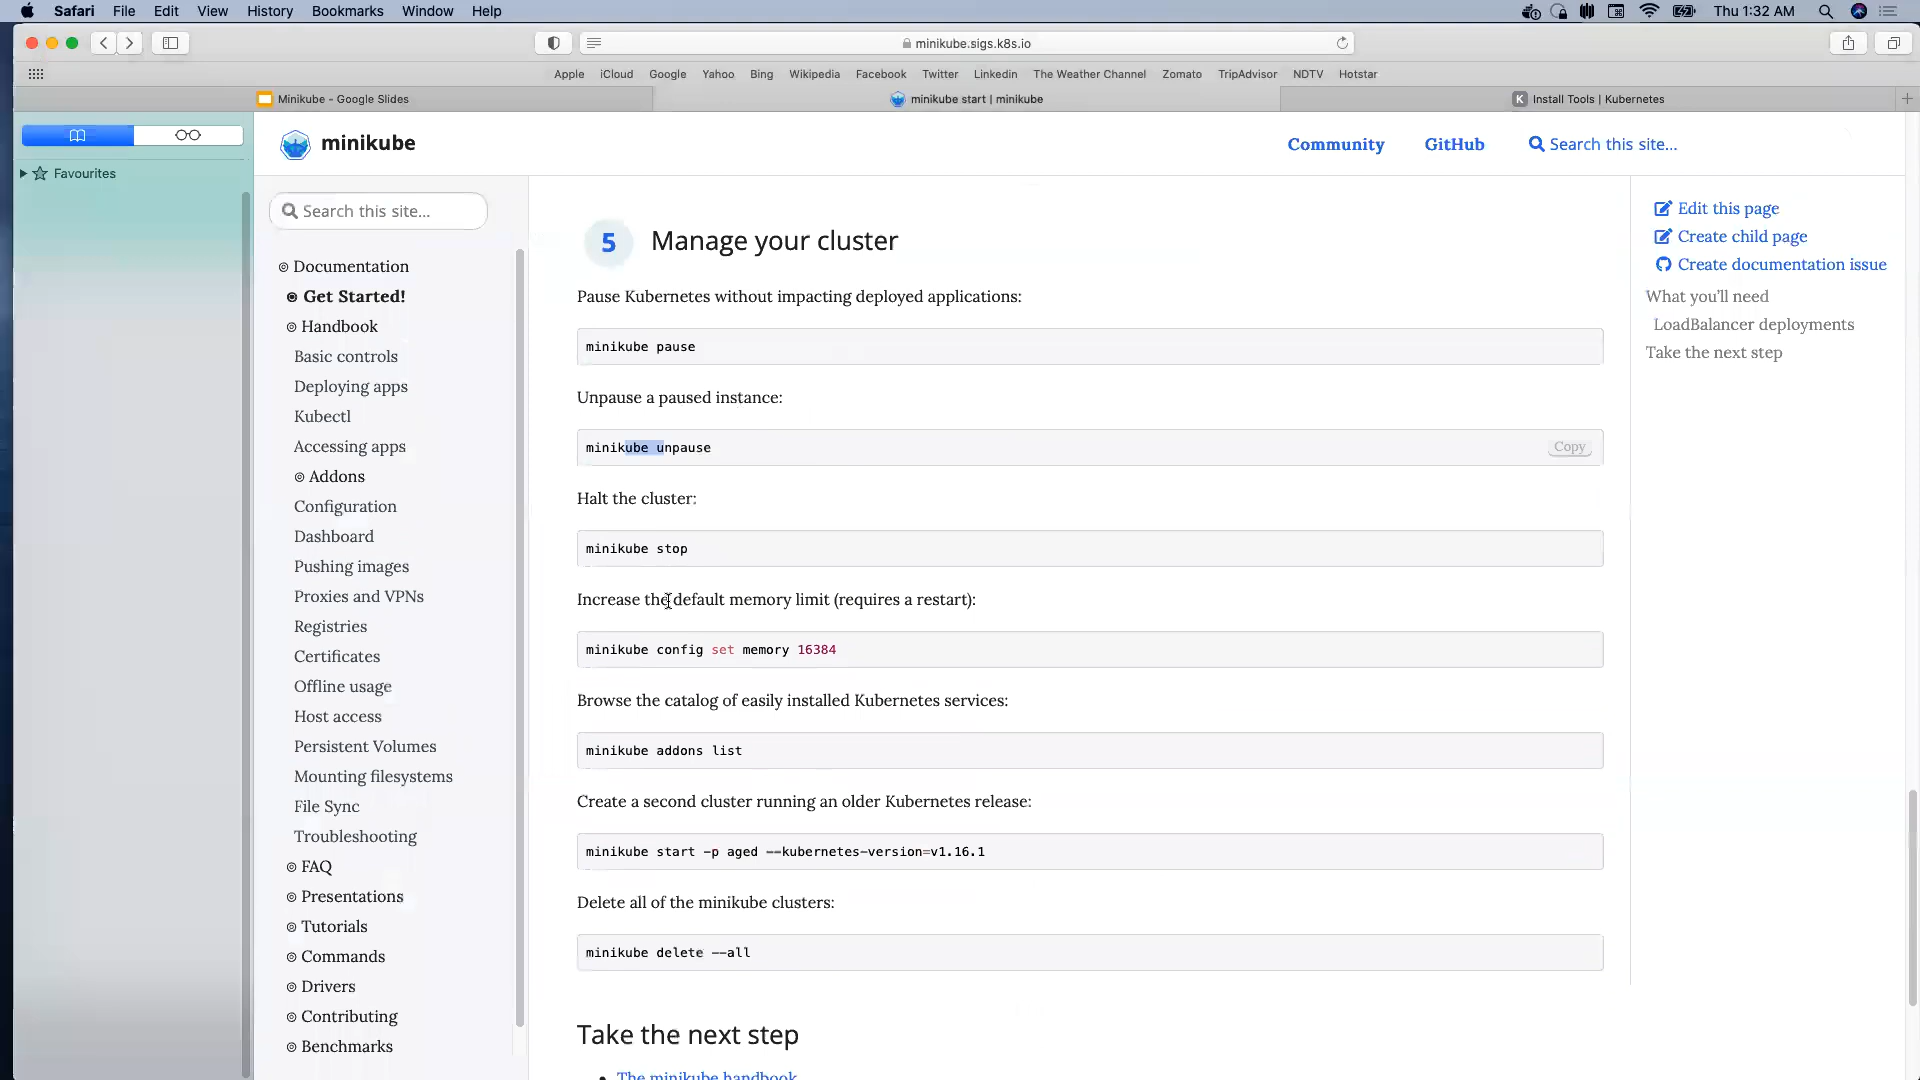 Safari File Edit View History Bookmarks Window Help Thu 1:32 AM
minikube.sigs.k8s.io
Apple iCloud Google Yahoo Bing Wikipedia Facebook Twitter Linkedin The Weather Channel Zomato TripAdvisor NDTV Hotstar
Minikube - Google Slides
minikube start | minikube
K Install Tools | Kubernetes
Favourites
minikube
Community
GitHub
Search this site...
Search this site...
Documentation
Get Started!
Handbook
Basic controls
Deploying apps
Kubectl
Accessing apps
Addons
Configuration
Dashboard
Pushing images
Proxies and VPNs
Registries
Certificates
Offline usage
Host access
Persistent Volumes
Mounting filesystems
File Sync
Troubleshooting
FAQ
Presentations
Tutorials
Commands
Drivers
Contributing
Benchmarks
5 Manage your cluster
Pause Kubernetes without impacting deployed applications:
minikube pause
Unpause a paused instance:
minikube unpause
Copy
Halt the cluster:
minikube stop
Increase the default memory limit (requires a restart):
minikube config set memory 16384
Browse the catalog of easily installed Kubernetes services:
minikube addons list
Create a second cluster running an older Kubernetes release:
minikube start -p aged --kubernetes-version=v1.16.1
Delete all of the minikube clusters:
minikube delete --all
Take the next step
The minikube handbook
Edit this page
Create child page
Create documentation issue
What you'll need
LoadBalancer deployments
Take the next step